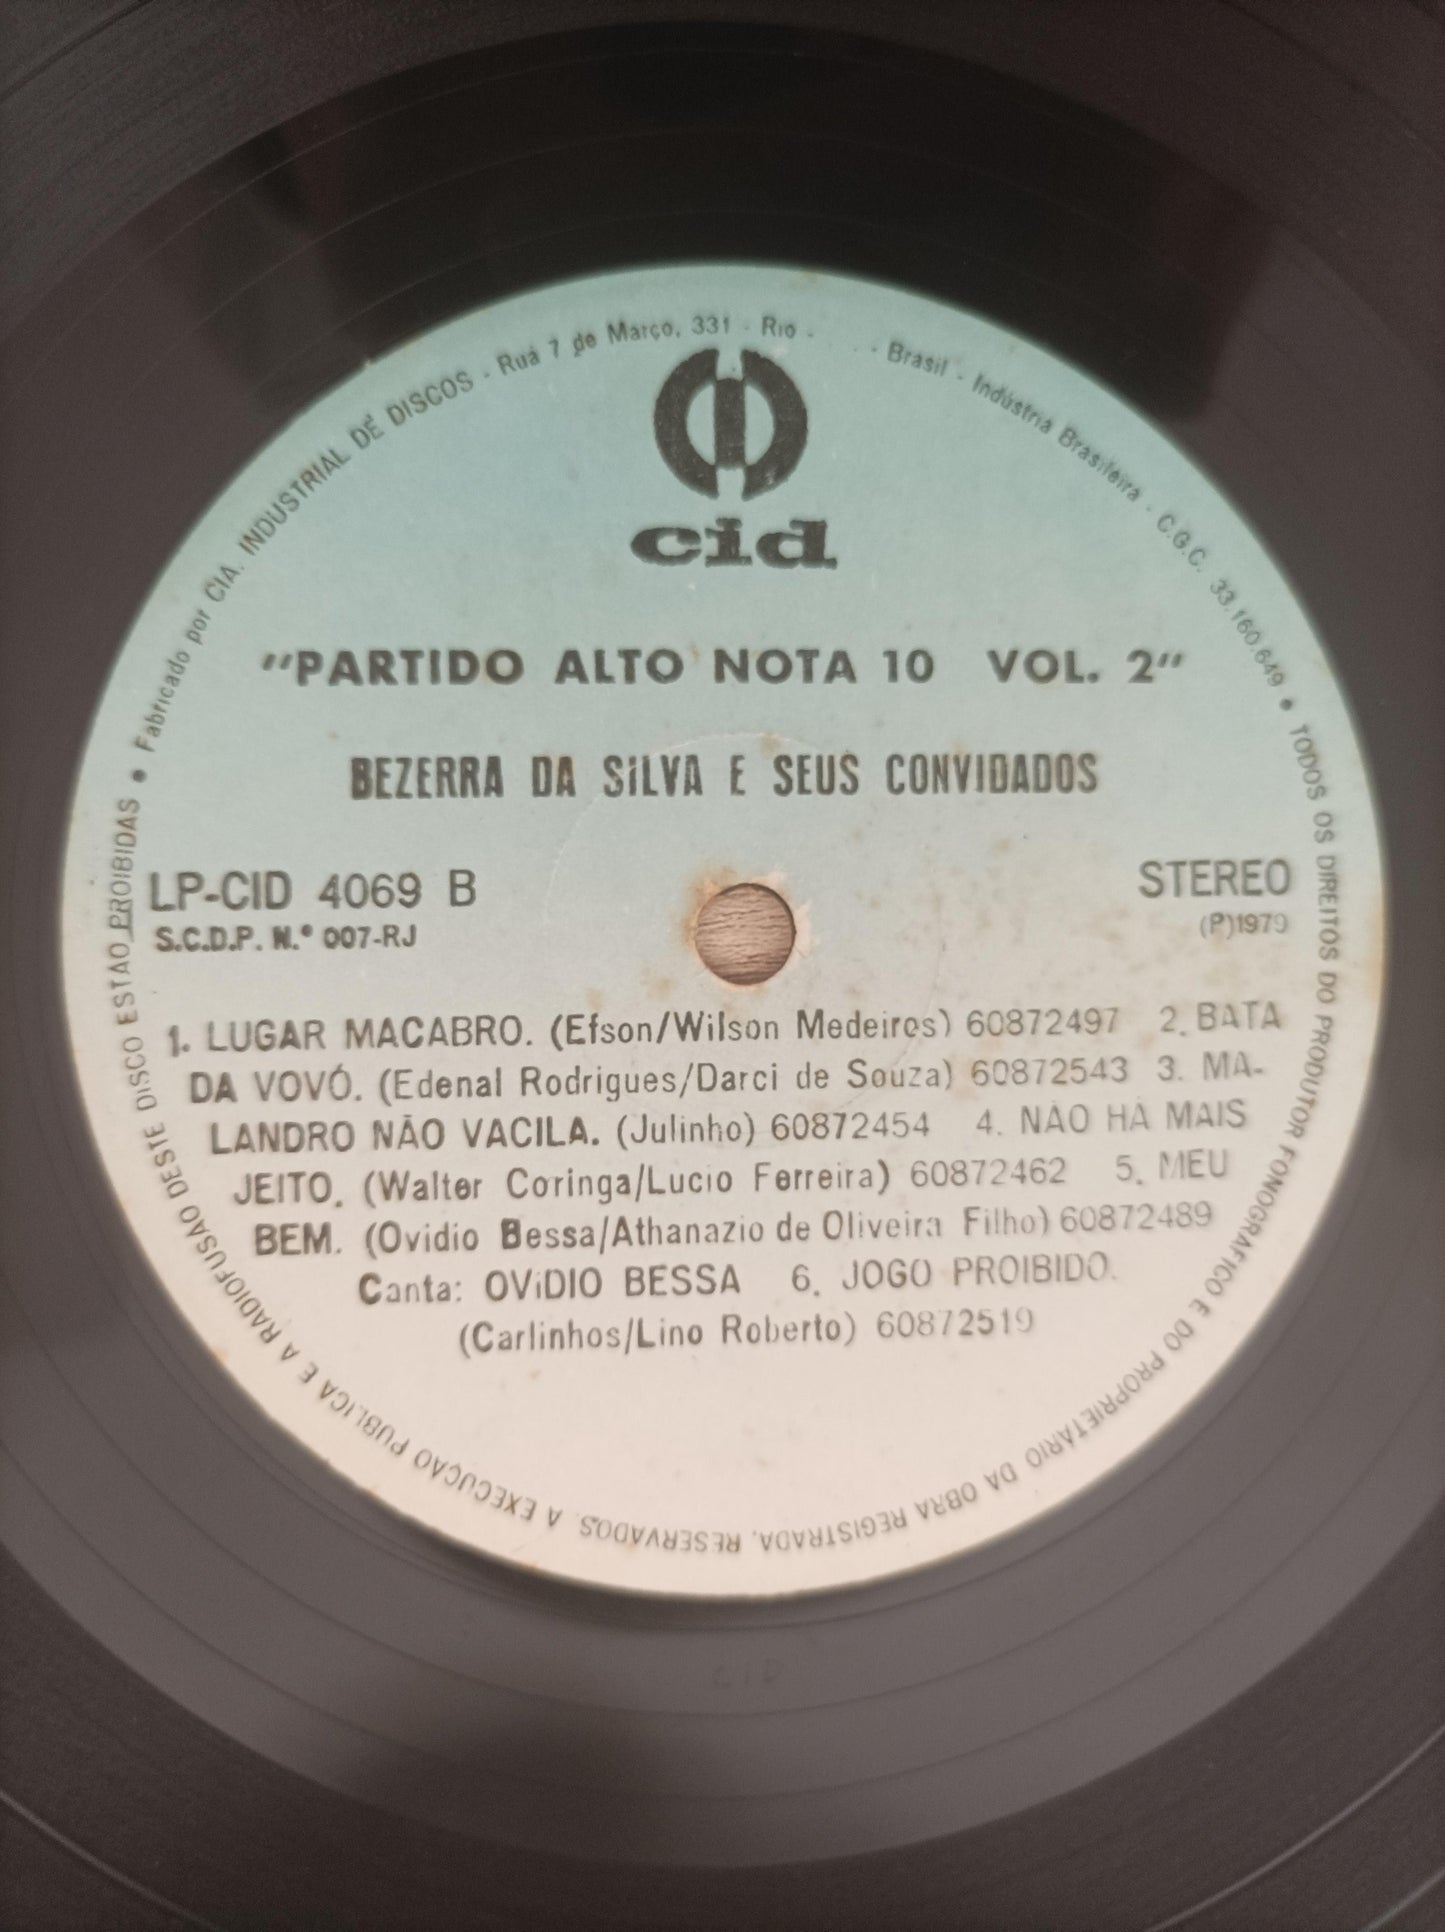 • Fabricado por CIA. INDUSTRIAL DE DISCOS - Rua 7 de Março, 331 - Rio - Brasil - Indústria Brasileira - C.G.C. 33.160.649 • TODOS OS DIREITOS DO PRODUTOR FONOGRAFICO E DO PROPRIETÁRIO DA OBRA REGISTRADA, RESERVADOS. A EXECUÇAO PUBLICA E A RADIOFUSAO DESTE DISCO ESTAO PROIBIDAS
cid
"PARTIDO ALTO NOTA 10 VOL. 2"
BEZERRA DA SiLVA E SEUS CONVIDADOS
LP-CID 4069 B
STEREO
S.C.D.P. N.º 007-RJ
(P)1979
1. LUGAR MACABRO. (Efson/Wilson Medeiros) 60872497 2. BATA
DA VOVÓ. (Edenal Rodrigues/Darci de Souza) 60872543 3. MA-
LANDRO NÃO VACILA. (Julinho) 60872454 4. NÃO HÁ MAIS
JEITO. (Walter Coringa/Lucio Ferreira) 60872462 5. MEU
BEM. (Ovidio Bessa/Athanazio de Oliveira Filho) 60872489
Canta: OViDIO BESSA 6. JOGO PROIBIDO.
(Carlinhos/Lino Roberto) 60872519